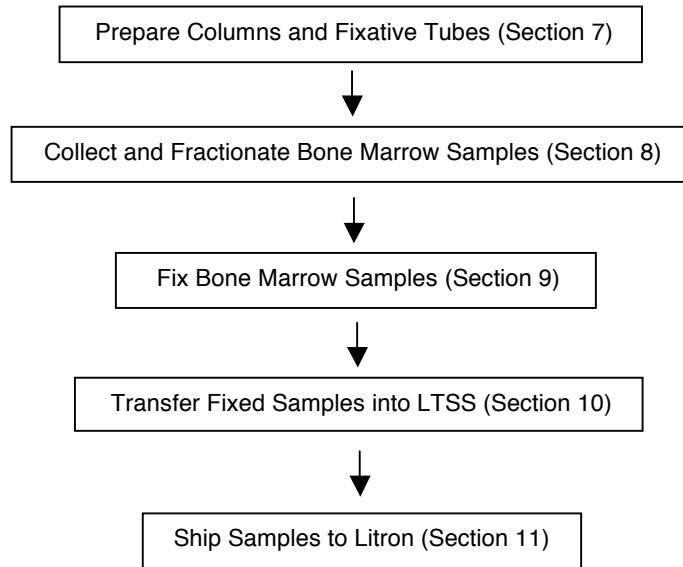 Prepare Columns and Fixative Tubes (Section 7)
Collect and Fractionate Bone Marrow Samples (Section 8)
Fix Bone Marrow Samples (Section 9)
Transfer Fixed Samples into LTSS (Section 10)
Ship Samples to Litron (Section 11)